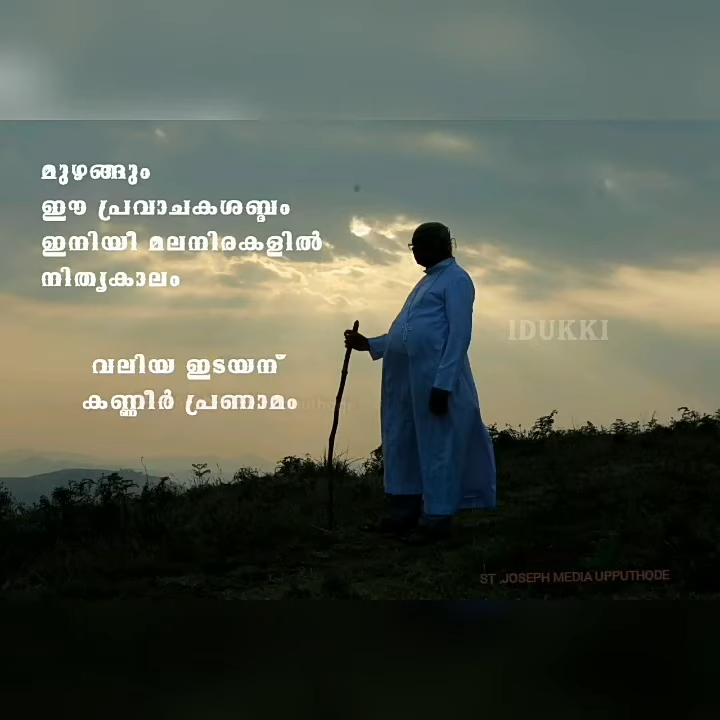 മുഴങ്ങും
ഈ പ്രവാചകശബ്ദം
ഇനിയീ മലനിരകളിൽ
നിത്യകാലം
IDUKKI
വലിയ ഇടയന്
കണ്ണീർ പ്രണാമം
ST .JOSEPH MEDIA UPPUTHODE